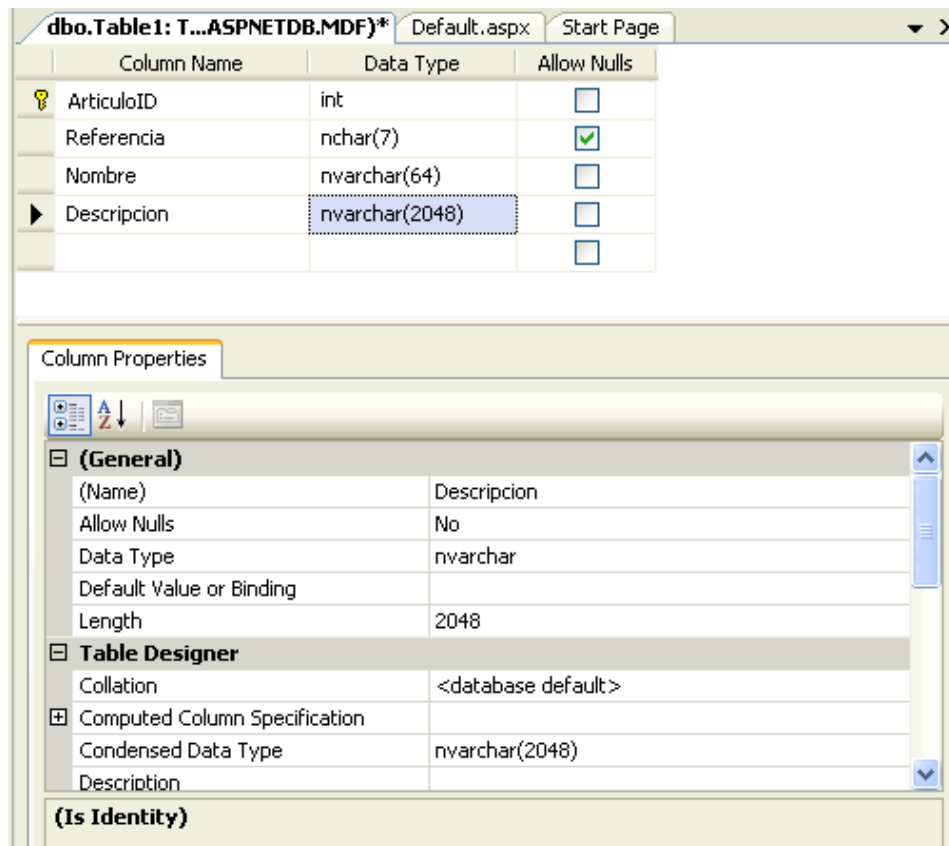 dbo.Table1: T...ASPNETDB.MDF)* Default.aspx Start Page
Column Name Data Type Allow Nulls
ArticuloID int
Referencia nchar(7)
Nombre nvarchar(64)
Descripcion nvarchar(2048)
Column Properties
(General)
(Name) Descripcion
Allow Nulls No
Data Type nvarchar
Default Value or Binding
Length 2048
Table Designer
Collation <database default>
Computed Column Specification
Condensed Data Type nvarchar(2048)
Description
(Is Identity)